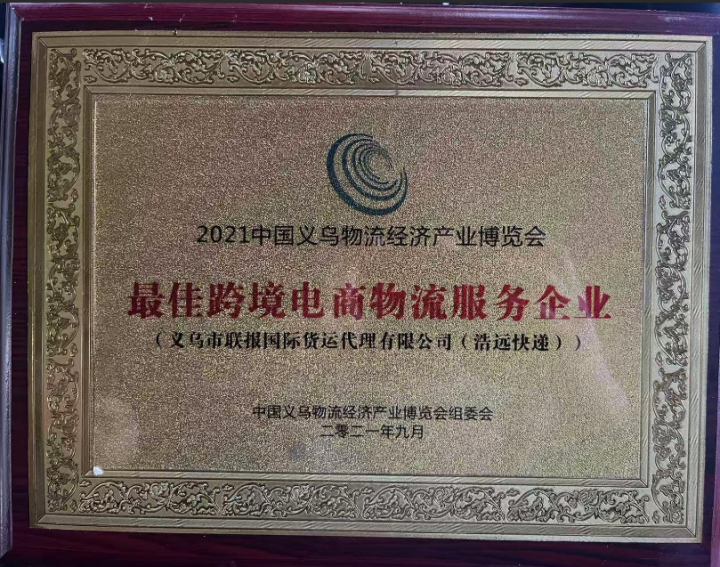 2021中国义乌物流经济产业博览会
最佳跨境电商物流服务企业
（义乌市联报国际货运代理有限公司（浩远快递））
中国义乌物流经济产业博览会组委会
二零二一年九月